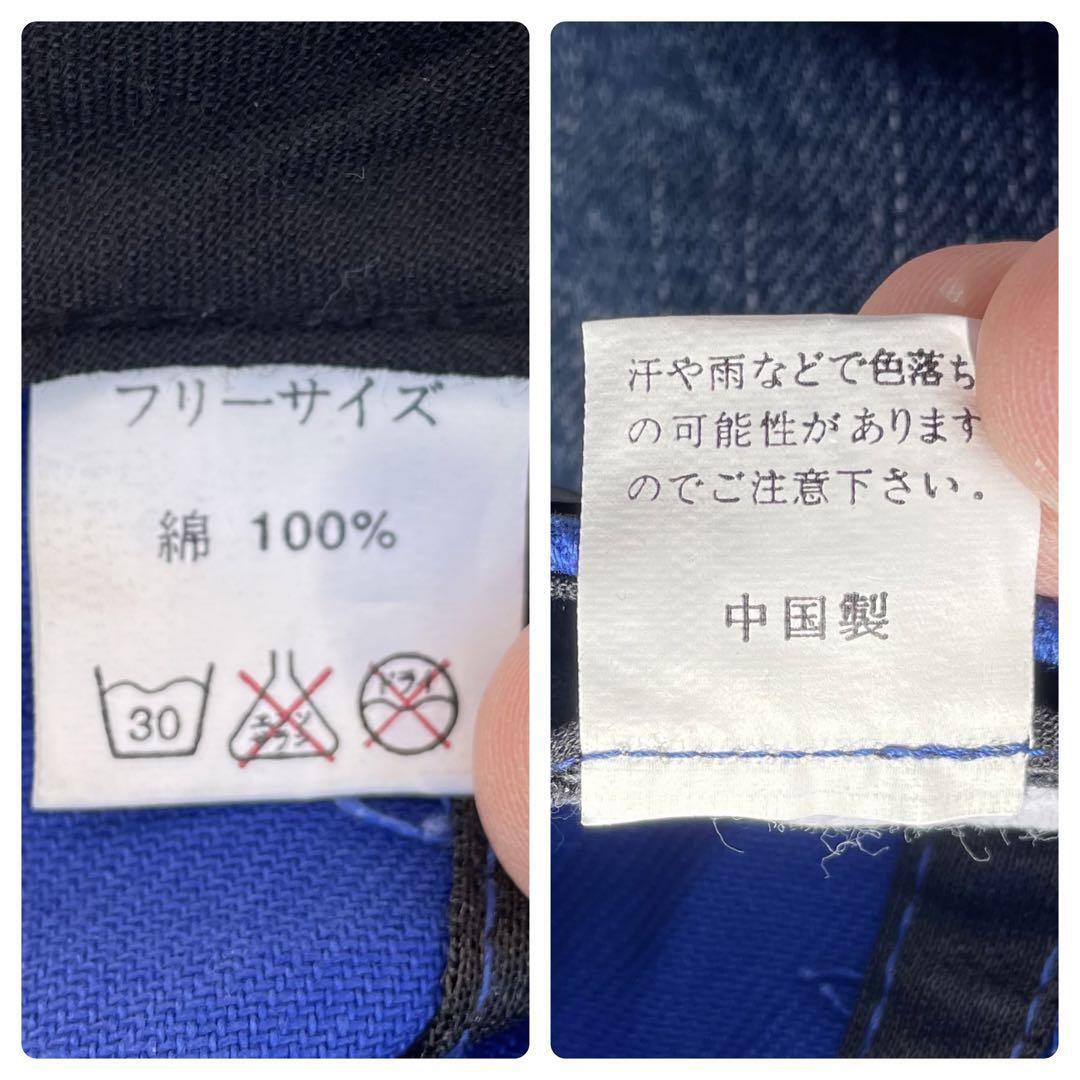 フリーサイズ
綿 100%
30
エンソ
サラシ
ドライ
汗や雨などで色落ち
の可能性があります
のでご注意下さい。
中国製